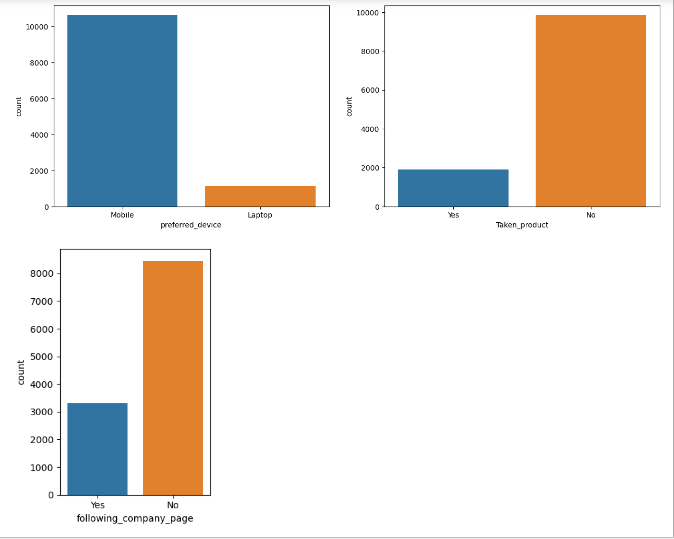 10000
8000
6000
4000
2000
0
count
Mobile Laptop
preferred_device
10000
8000
6000
4000
2000
0
count
Yes No
Taken_product
8000
7000
6000
5000
4000
3000
2000
1000
0
count
Yes No
following_company_page